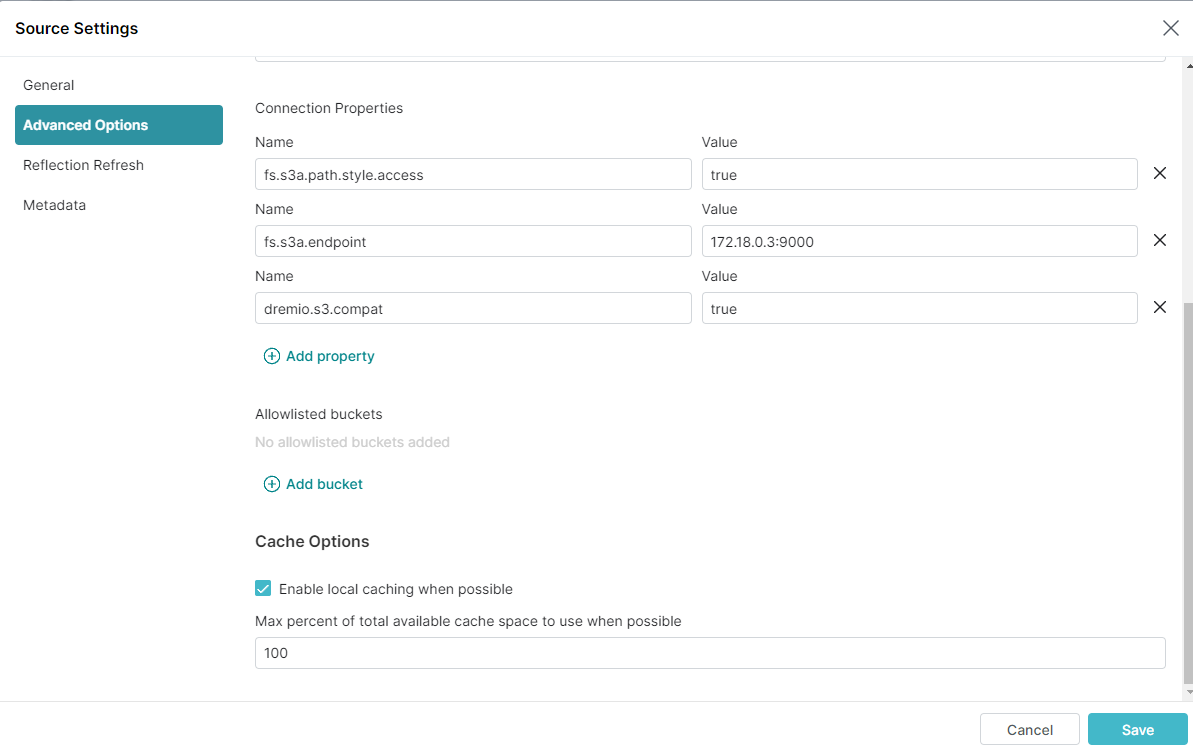 Source Settings
General
Advanced Options
Reflection Refresh
Metadata
Connection Properties
Name Value
fs.s3a.path.style.access true
Name Value
fs.s3a.endpoint 172.18.0.3:9000
Name Value
dremio.s3.compat true
Add property
Allowlisted buckets
No allowlisted buckets added
Add bucket
Cache Options
Enable local caching when possible
Max percent of total available cache space to use when possible
100
Cancel Save